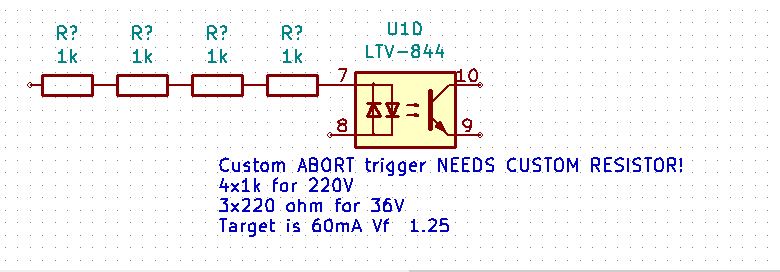 R? R? R? R? U1D
1k 1k 1k 1k LTV-844
7 10
8 9
Custom ABORT trigger NEEDS CUSTOM RESISTOR!
4x1k for 220V
3x220 ohm for 36V
Target is 60mA Vf 1.25